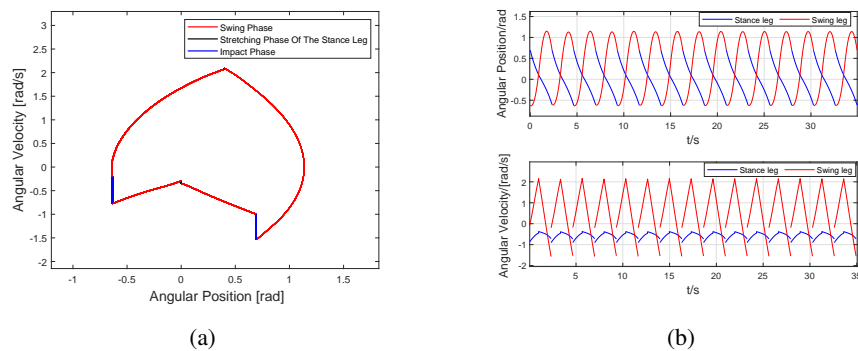 Swing Phase
Stretching Phase Of The Stance Leg
Impact Phase
3
2.5
2
1.5
1
0.5
0
-0.5
-1
-1.5
-2
-1 -0.5 0 0.5 1 1.5
Angular Velocity [rad/s]
Angular Position [rad]
(a)
Stance leg Swing leg
1.5
1
0.5
0
-0.5
0 5 10 15 20 25 30
Angular Position/rad
t/s
Stance leg Swing leg
2
1
0
-1
-2
5 10 15 20 25 30 35
Angular Velocity/[rad/s]
t/s
(b)